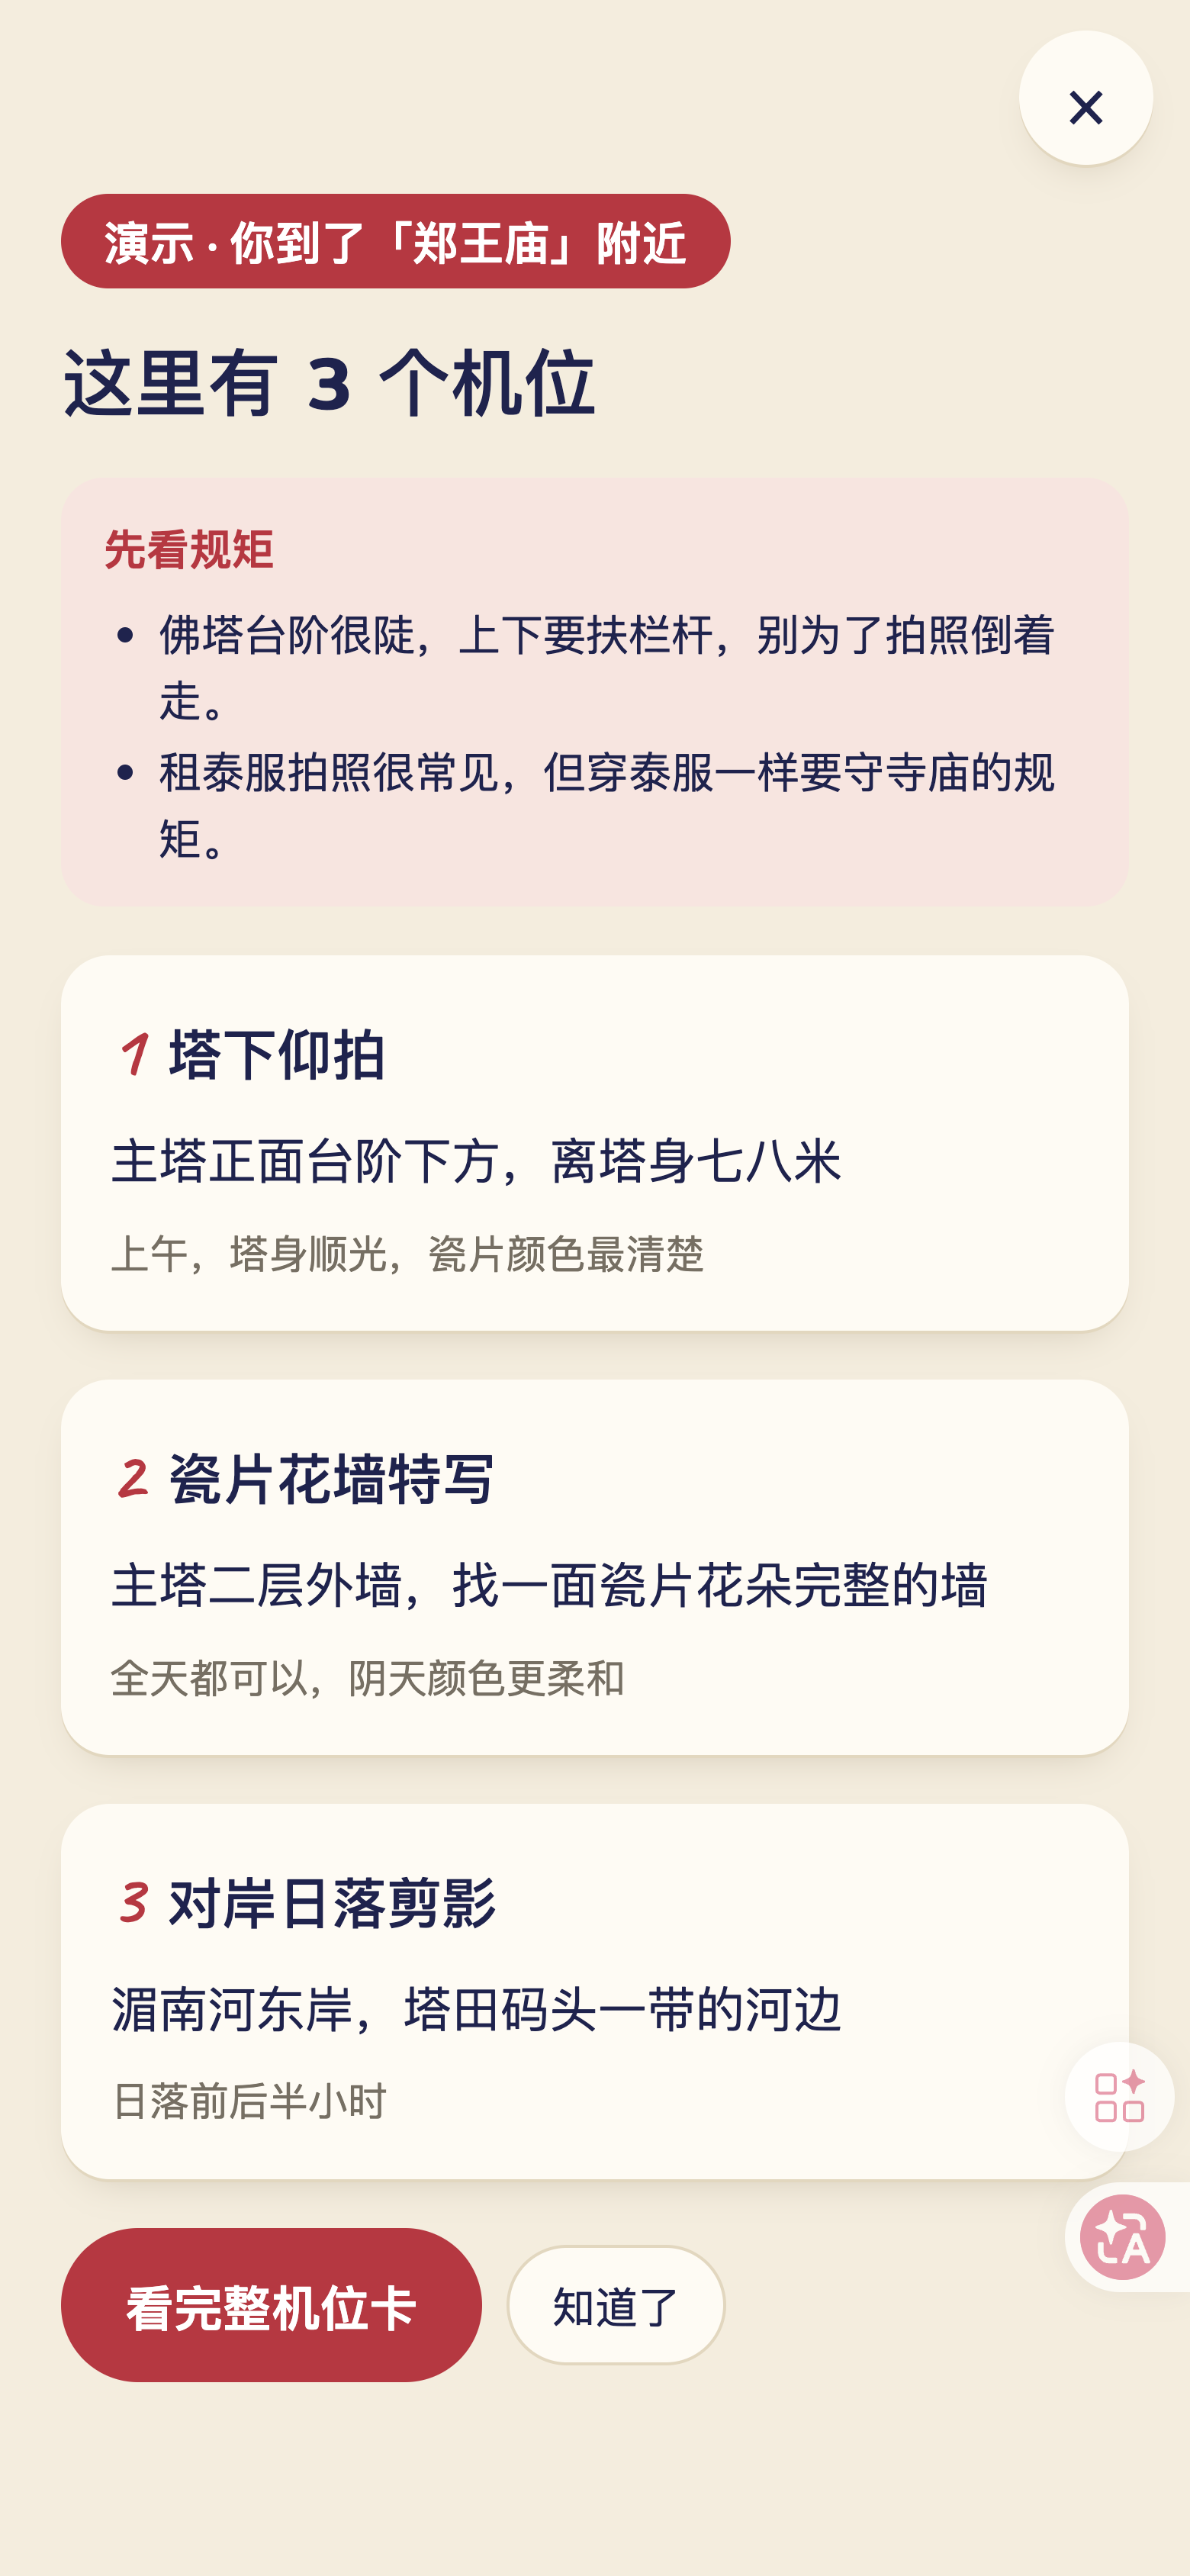 ×
演示 · 你到了「郑王庙」附近
这里有 3 个机位
先看规矩
• 佛塔台阶很陡，上下要扶栏杆，别为了拍照倒着
走。
• 租泰服拍照很常见，但穿泰服一样要守寺庙的规
矩。
1 塔下仰拍
主塔正面台阶下方，离塔身七八米
上午，塔身顺光，瓷片颜色最清楚
2 瓷片花墙特写
主塔二层外墙，找一面瓷片花朵完整的墙
全天都可以，阴天颜色更柔和
3 对岸日落剪影
湄南河东岸，塔田码头一带的河边
日落前后半小时
A
看完整机位卡
知道了